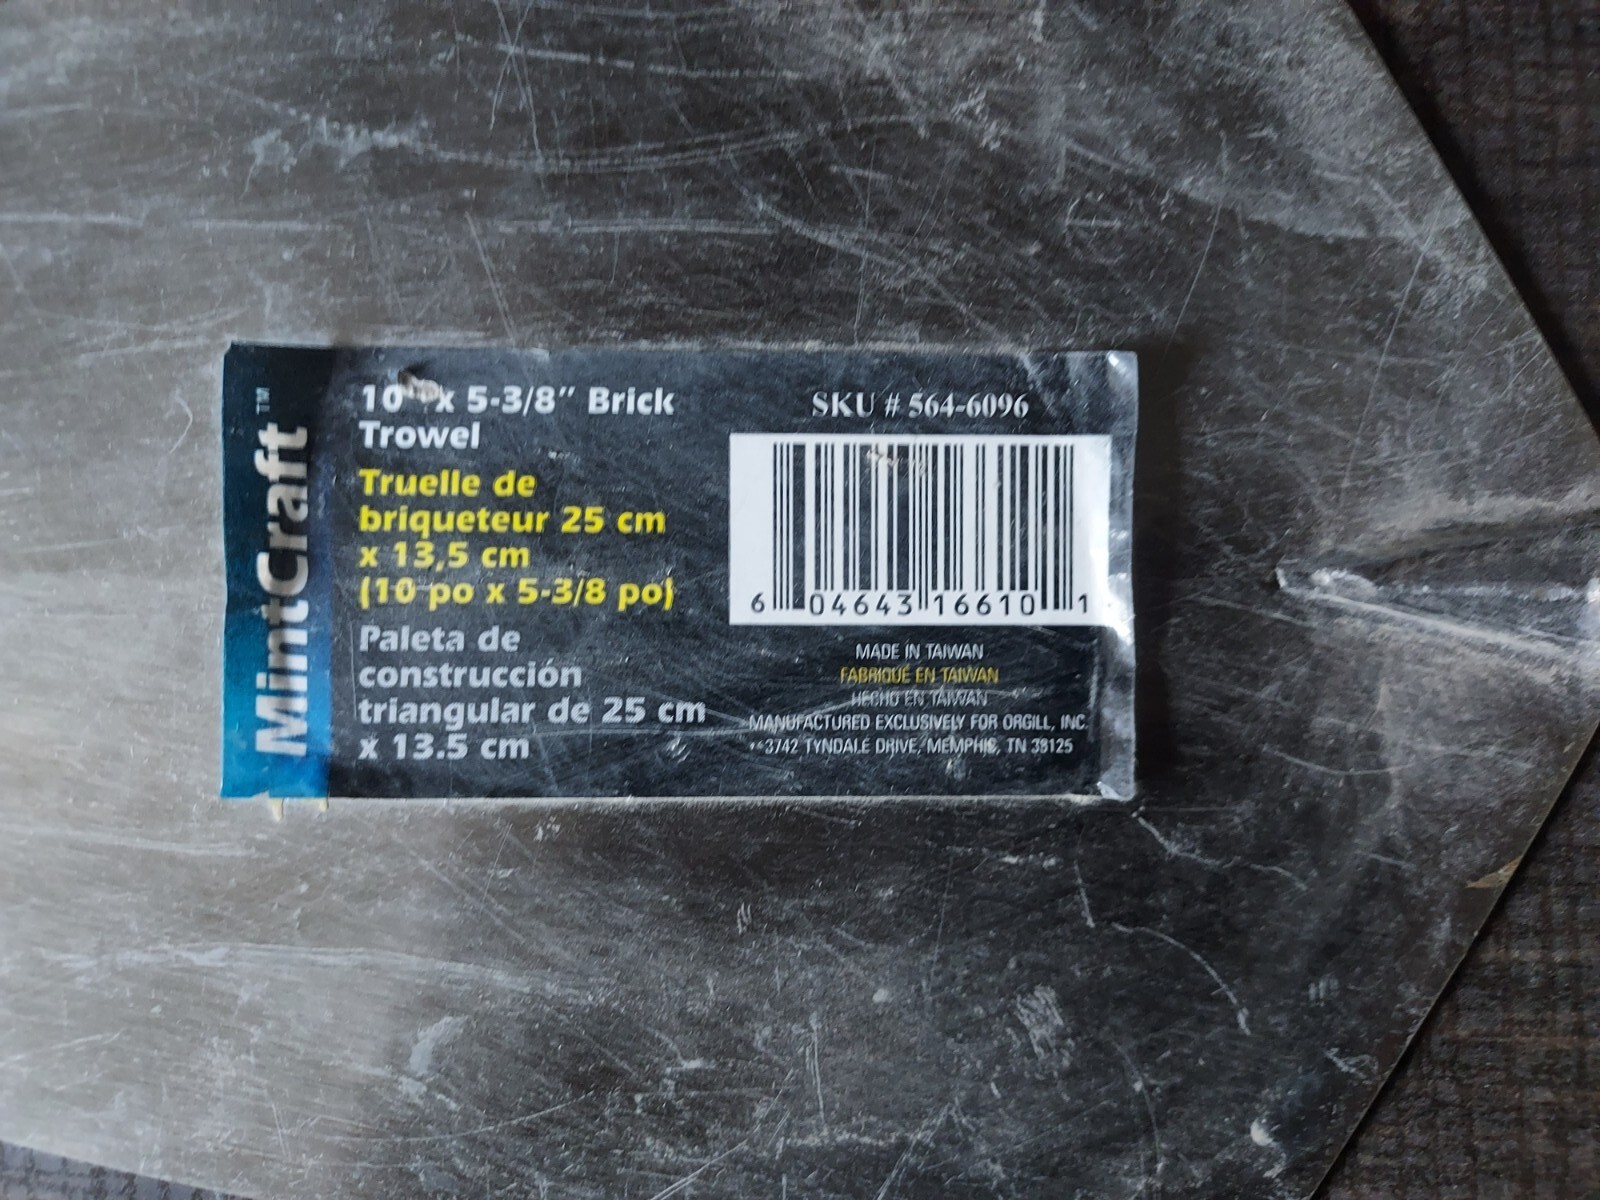 MintCraft™
10" x 5-3/8" Brick
Trowel
Truelle de
briqueteur 25 cm
x 13,5 cm
(10 po x 5-3/8 po)
Paleta de
construcción
triangular de 25 cm
x 13.5 cm
SKU # 564-6096
6 04643 16610 1
MADE IN TAIWAN
FABRIQUÉ EN TAIWAN
HECHO EN TAIWAN
MANUFACTURED EXCLUSIVELY FOR ORGILL, INC.
3742 TYNDALE DRIVE, MEMPHIS, TN 38125